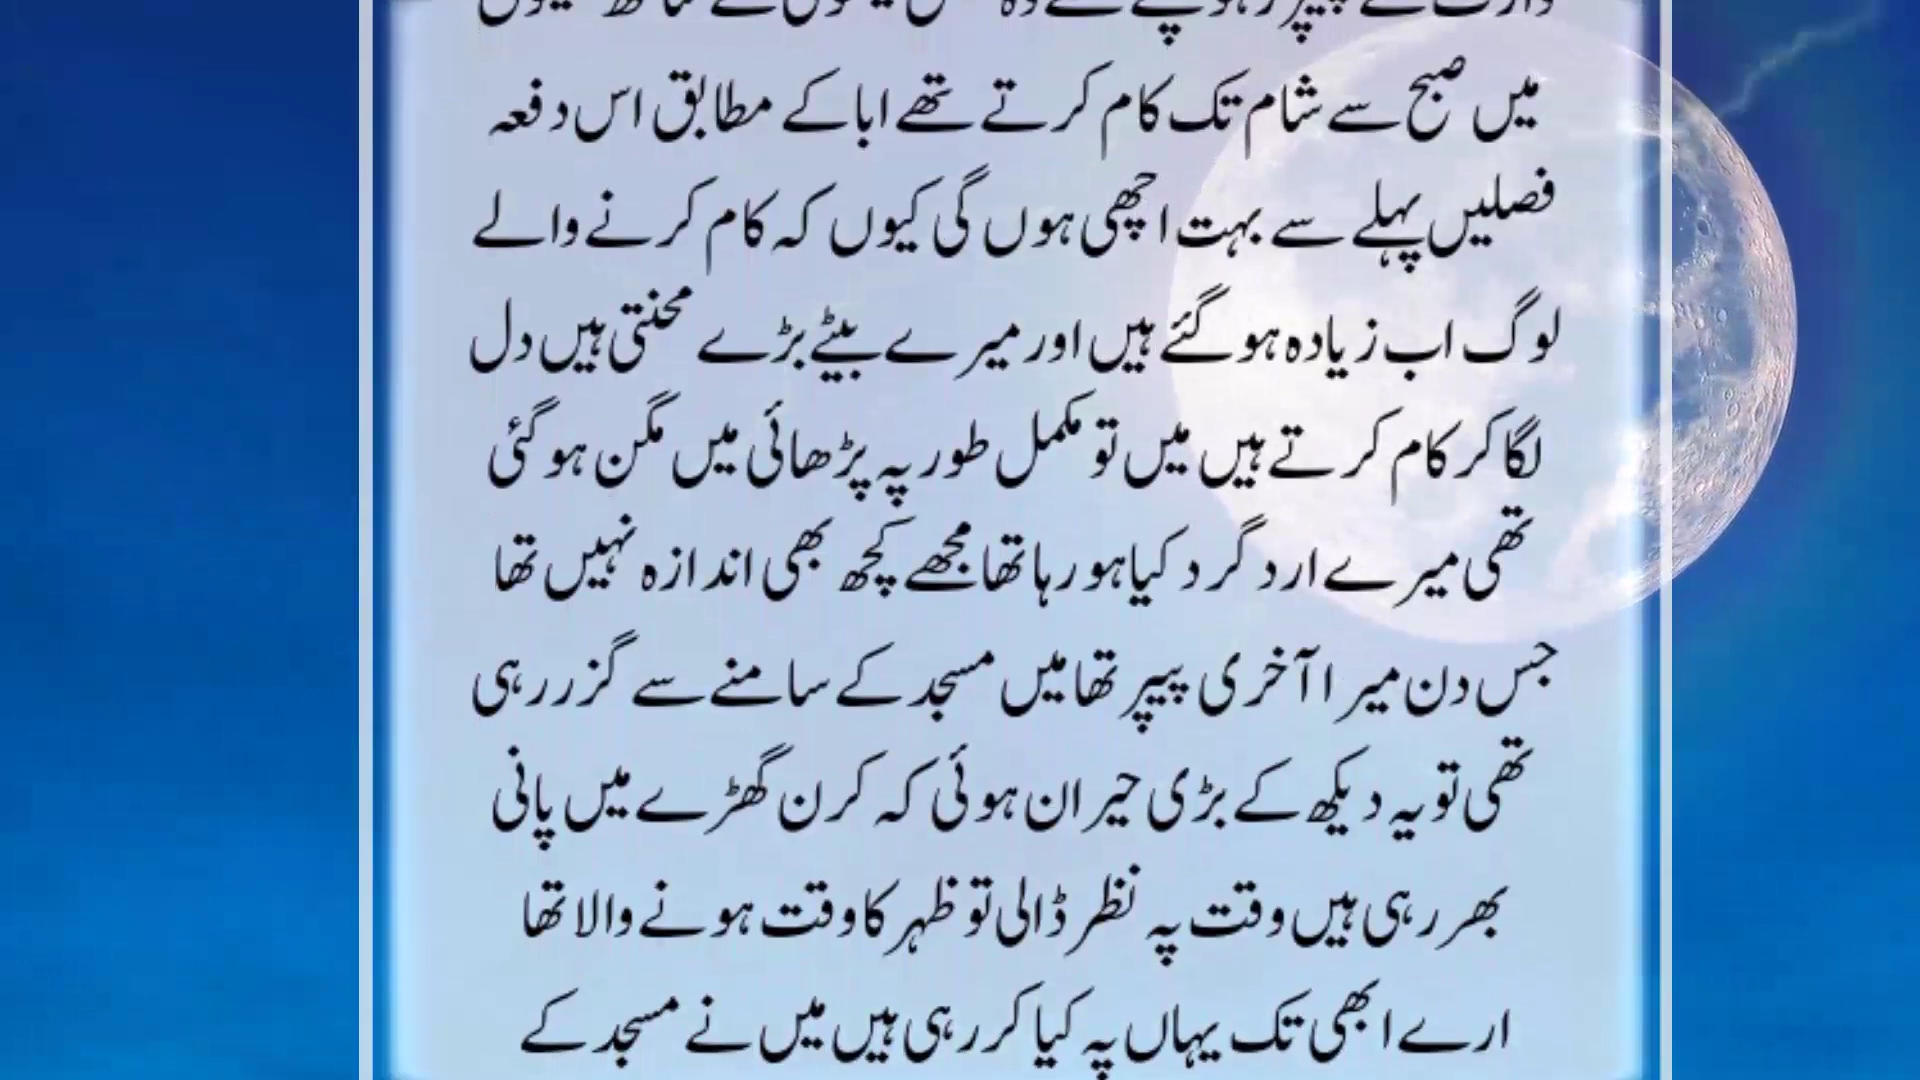 میں صبح سے شام تک کام کرتے تھے ابا کے مطابق اس دفعہ
فصلیں پہلے سے بہت اچھی ہوں گی کیوں کہ کام کرنے والے
لوگ اب زیادہ ہو گئے ہیں اور میرے بیٹے بڑے محنتی ہیں دل
لگا کر کام کرتے ہیں میں تو مکمل طور پہ پڑھائی میں مگن ہو گئی
تھی میرے ارد گرد کیا ہو رہا تھا مجھے کچھ بھی اندازہ نہیں تھا
جس دن میرا آخری پیپر تھا میں مسجد کے سامنے سے گزر رہی
تھی تو یہ دیکھ کے بڑی حیران ہوئی کہ کرن گھڑے میں پانی
بھر رہی ہیں وقت پہ نظر ڈالی تو ظہر کا وقت ہونے والا تھا
ارے ابھی تک یہاں پہ کیا کر رہی ہیں میں نے مسجد کے